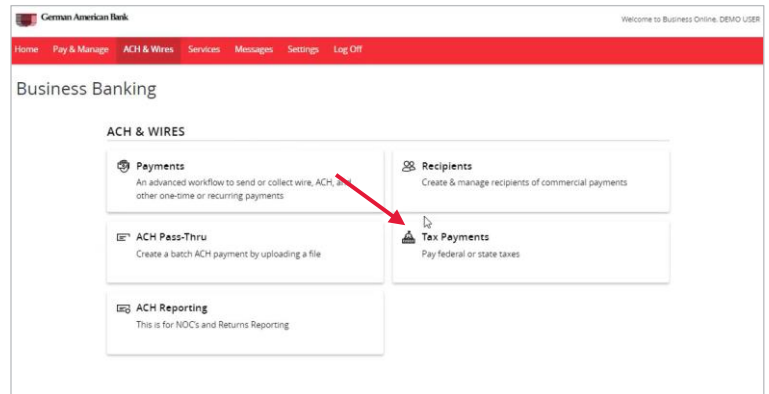 German American Bank
Welcome to Business Online, DEMO USER
Home Pay & Manage ACH & Wires Services Messages Settings Log Off
Business Banking
ACH & WIRES
Payments
An advanced workflow to send or collect wire, ACH, and
other one-time or recurring payments
Recipients
Create & manage recipients of commercial payments
ACH Pass-Thru
Create a batch ACH payment by uploading a file
Tax Payments
Pay federal or state taxes
ACH Reporting
This is for NOC's and Returns Reporting